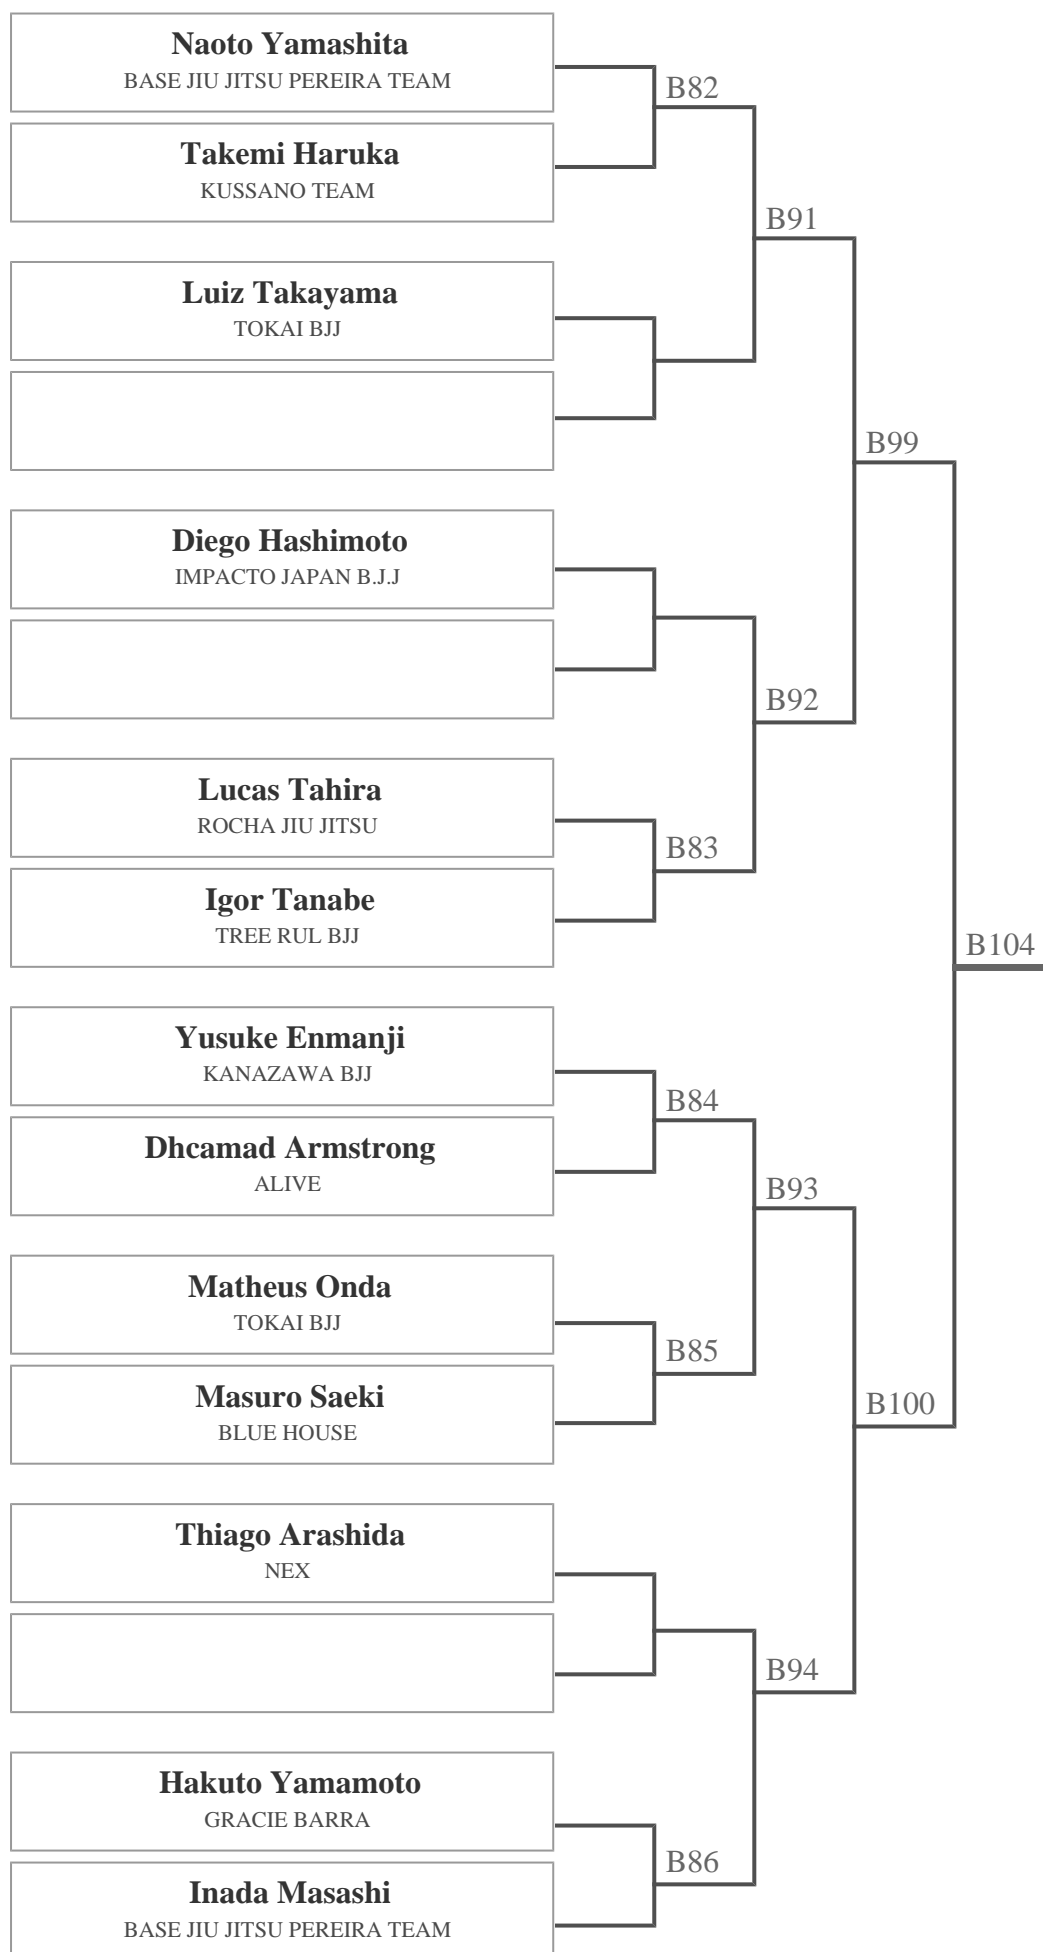 Naoto Yamashita
BASE JIU JITSU PEREIRA TEAM
B82
Takemi Haruka
KUSSANO TEAM
B91
Luiz Takayama
TOKAI BJJ
B99
Diego Hashimoto
IMPACTO JAPAN B.J.J
B92
Lucas Tahira
ROCHA JIU JITSU
B83
Igor Tanabe
TREE RUL BJJ
B104
Yusuke Enmanji
KANAZAWA BJJ
B84
Dhcamad Armstrong
ALIVE
B93
Matheus Onda
TOKAI BJJ
B85
Masuro Saeki
BLUE HOUSE
B100
Thiago Arashida
NEX
B94
Hakuto Yamamoto
GRACIE BARRA
B86
Inada Masashi
BASE JIU JITSU PEREIRA TEAM